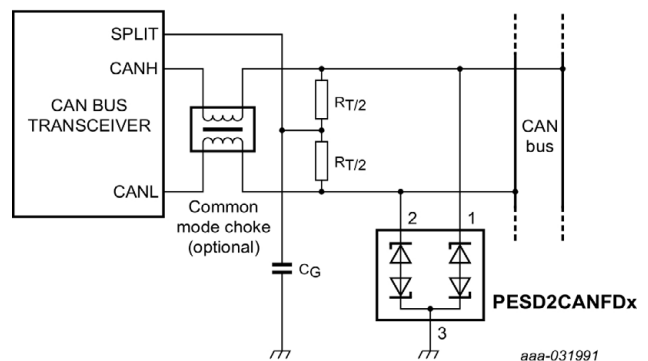 SPLIT
CANH
CAN BUS
TRANSCEIVER
CANL
Common
mode choke
(optional)
RT/2
RT/2
CG
CAN
bus
2
1
3
PESD2CANFDx
aaa-031991